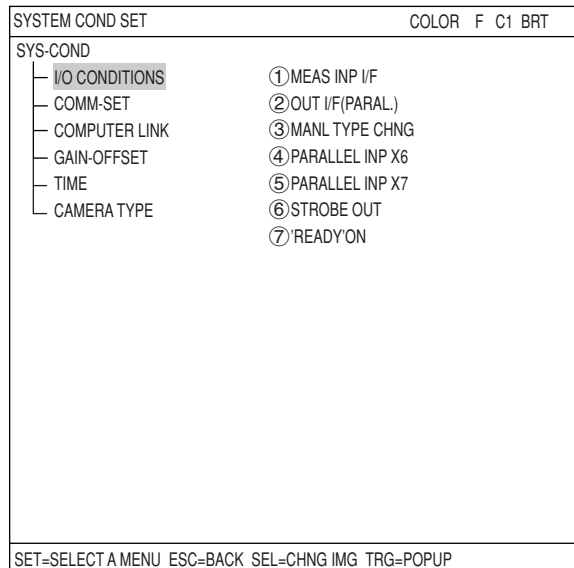 SYSTEM COND SET COLOR F C1 BRT
SYS-COND
I/O CONDITIONS ①MEAS INP I/F
COMM-SET ②OUT I/F(PARAL.)
COMPUTER LINK ③MANL TYPE CHNG
GAIN-OFFSET ④PARALLEL INP X6
TIME ⑤PARALLEL INP X7
CAMERA TYPE ⑥STROBE OUT
⑦'READY'ON
SET=SELECT A MENU ESC=BACK SEL=CHNG IMG TRG=POPUP